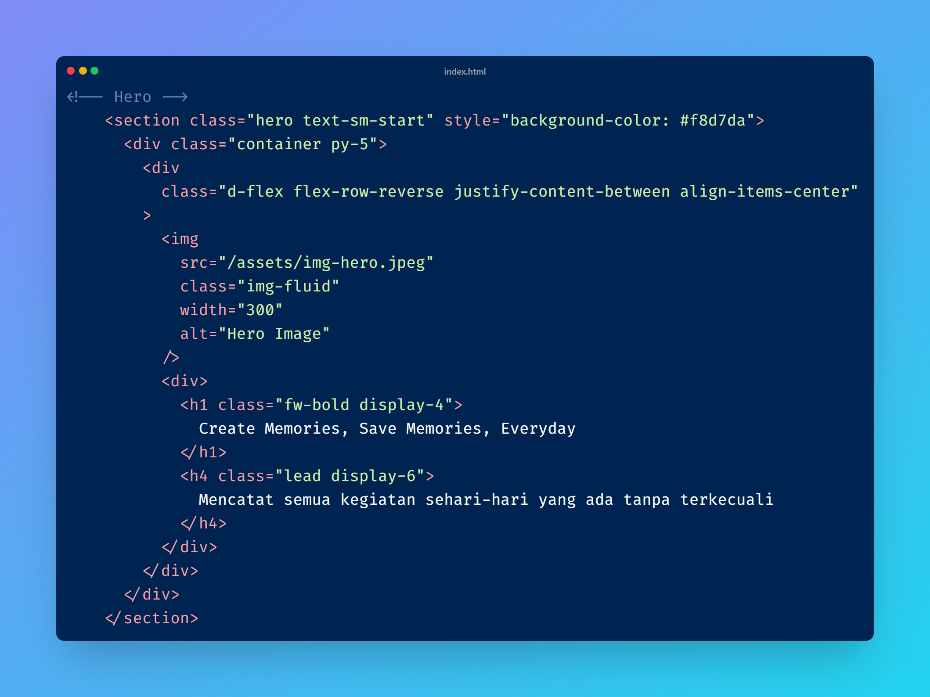 index.html
<!-- Hero -->
<section class="hero text-sm-start" style="background-color: #f8d7da">
<div class="container py-5">
<div
class="d-flex flex-row-reverse justify-content-between align-items-center"
>
<img
src="/assets/img-hero.jpeg"
class="img-fluid"
width="300"
alt="Hero Image"
/>
<div>
<h1 class="fw-bold display-4">
Create Memories, Save Memories, Everyday
</h1>
<h4 class="lead display-6">
Mencatat semua kegiatan sehari-hari yang ada tanpa terkecuali
</h4>
</div>
</div>
</div>
</section>